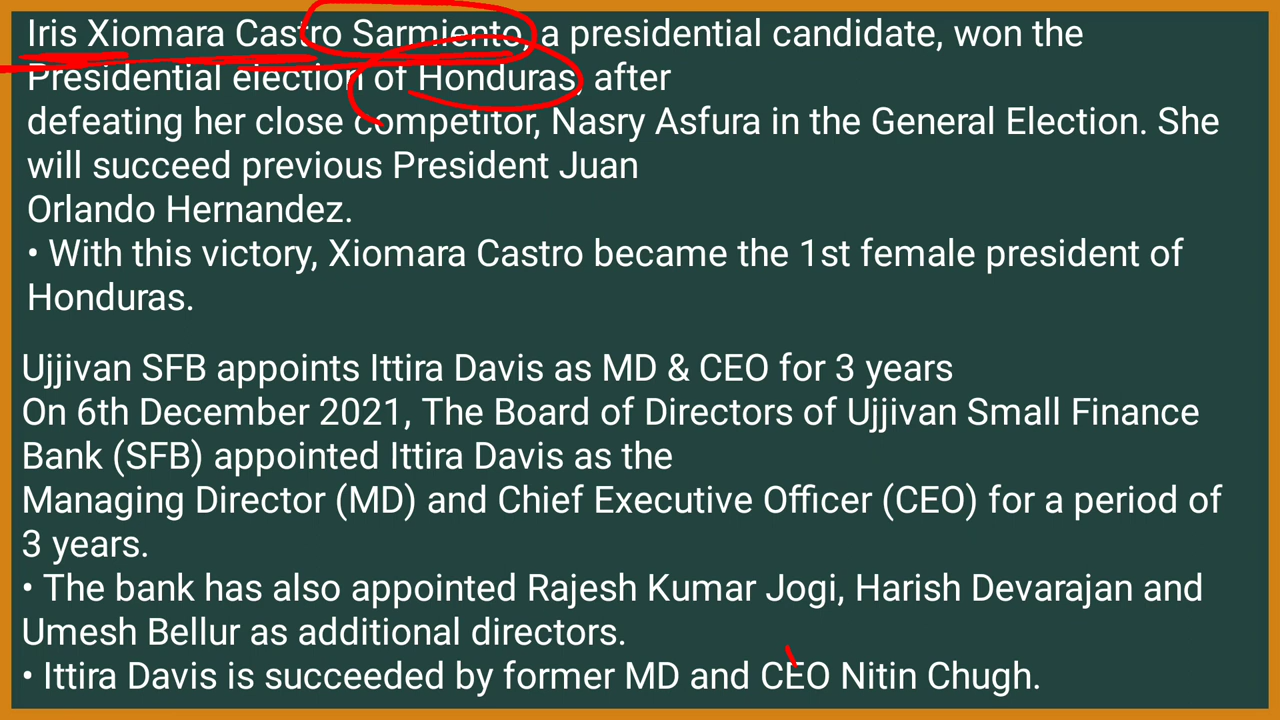 Iris Xiomara Castro Sarmiento, a presidential candidate, won the
Presidential election of Honduras, after
defeating her close competitor, Nasry Asfura in the General Election. She
will succeed previous President Juan
Orlando Hernandez.
• With this victory, Xiomara Castro became the 1st female president of
Honduras.
Ujjivan SFB appoints Ittira Davis as MD & CEO for 3 years
On 6th December 2021, The Board of Directors of Ujjivan Small Finance
Bank (SFB) appointed Ittira Davis as the
Managing Director (MD) and Chief Executive Officer (CEO) for a period of
3 years.
• The bank has also appointed Rajesh Kumar Jogi, Harish Devarajan and
Umesh Bellur as additional directors.
• Ittira Davis is succeeded by former MD and CEO Nitin Chugh.